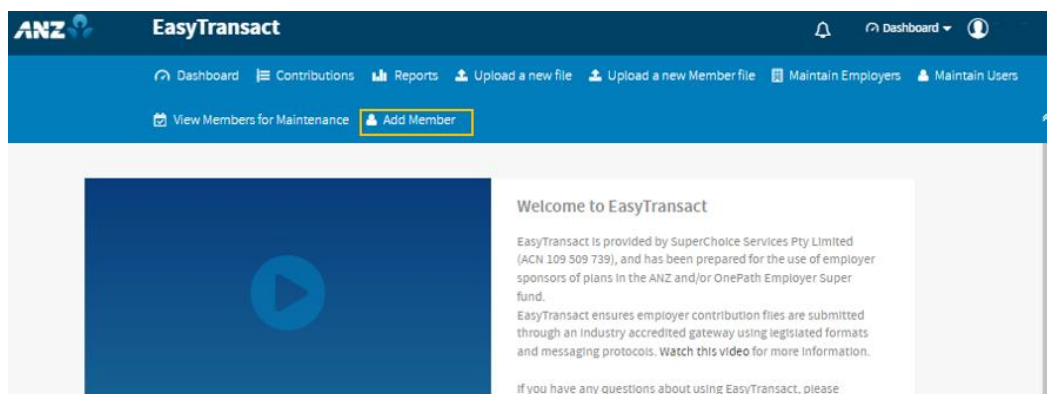 ANZ EasyTransact Dashboard
Dashboard Contributions Reports Upload a new file Upload a new Member file Maintain Employers Maintain Users
View Members for Maintenance Add Member
Welcome to EasyTransact
EasyTransact is provided by SuperChoice Services Pty Limited
(ACN 109 509 739), and has been prepared for the use of employer
sponsors of plans in the ANZ and/or OnePath Employer Super
fund.
EasyTransact ensures employer contribution files are submitted
through an industry accredited gateway using legislated formats
and messaging protocols. Watch this video for more information.
If you have any questions about using EasyTransact, please